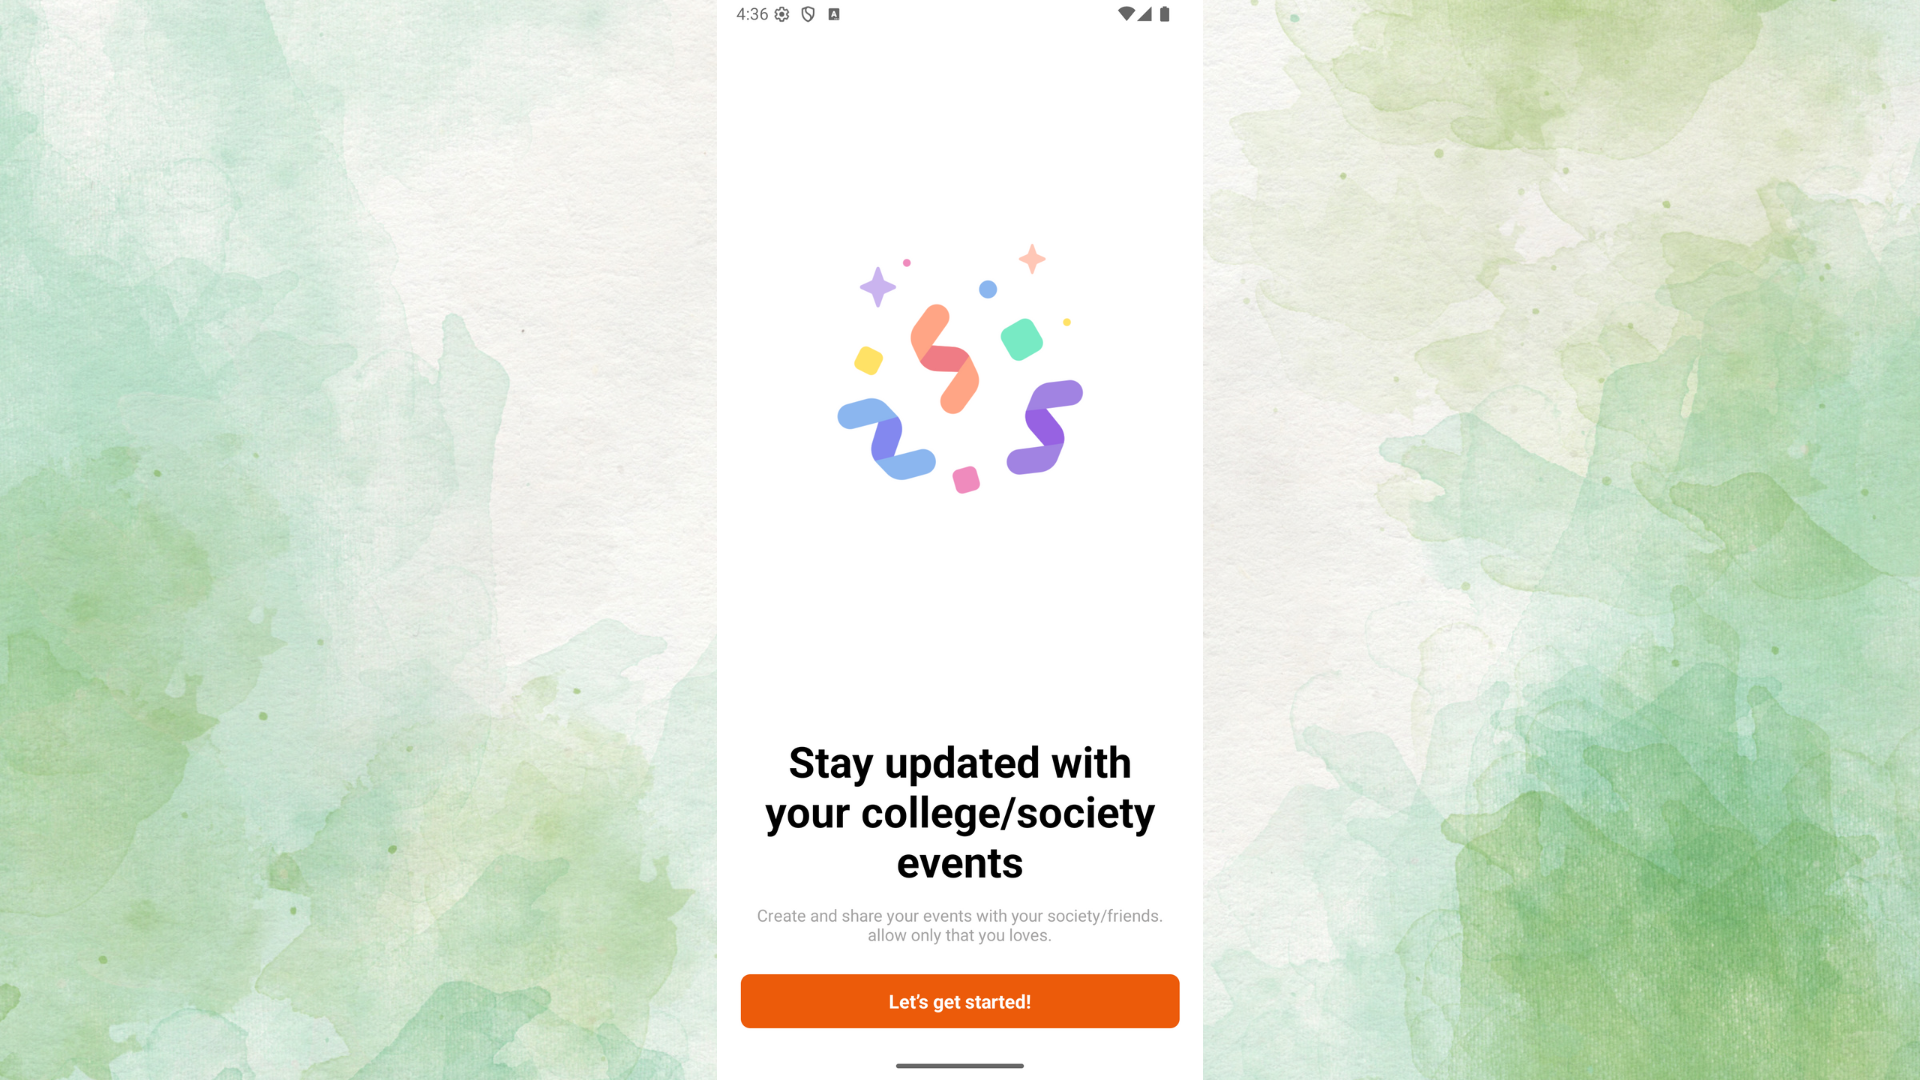 4:36
Stay updated with
your college/society
events
Create and share your events with your society/friends.
allow only that you loves.
Let's get started!